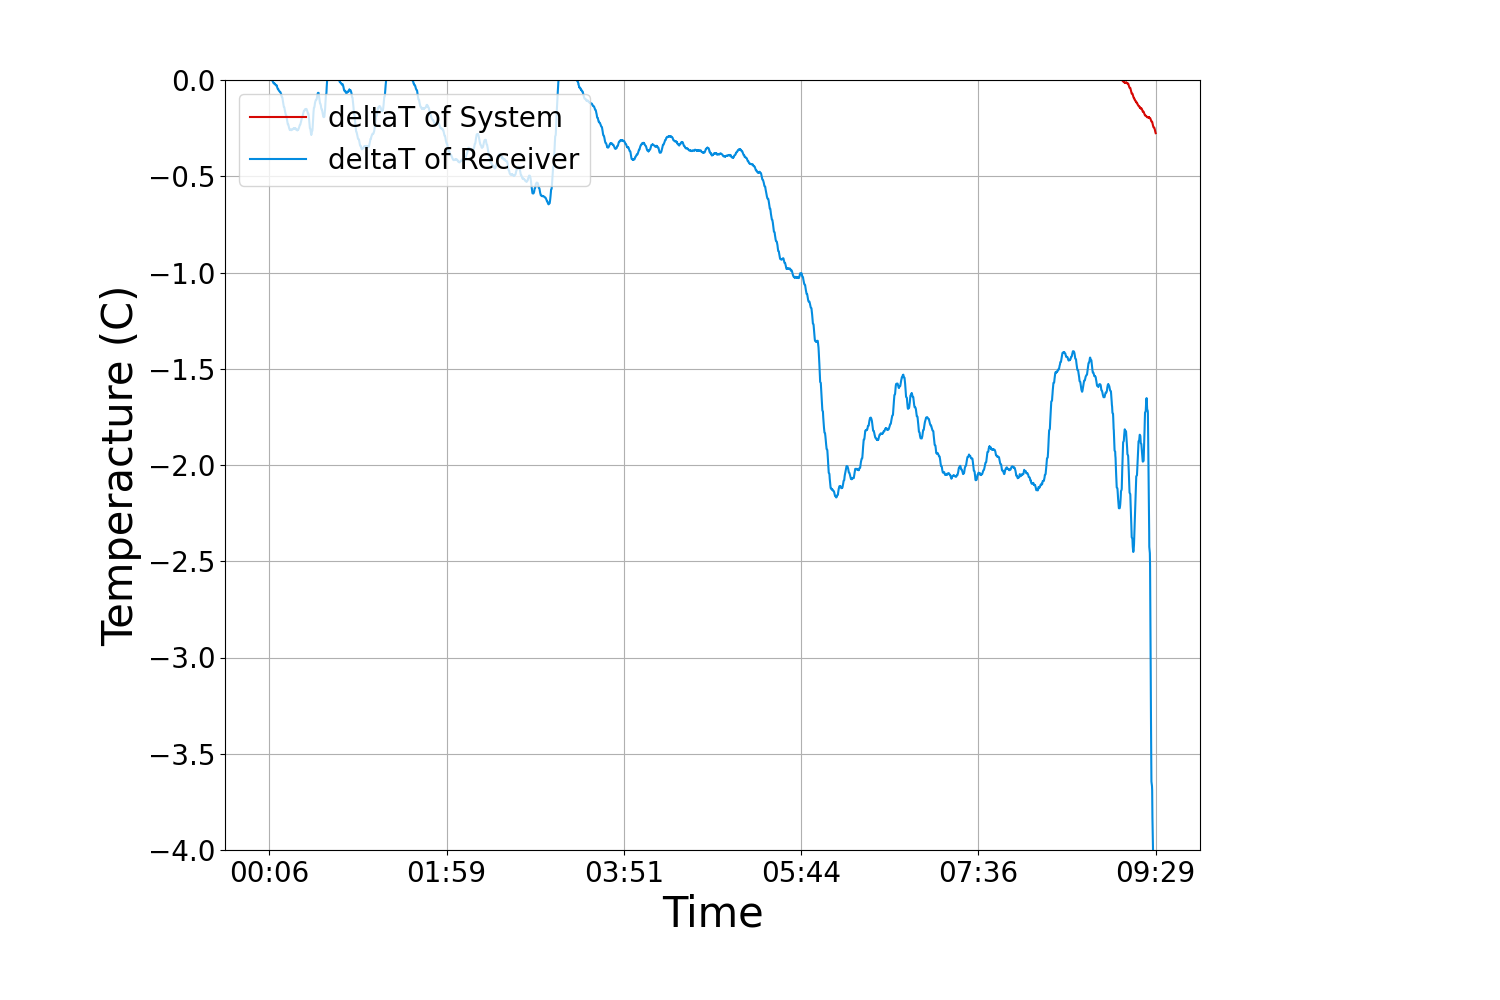 0.0
deltaT of System
deltaT of Receiver
−0.5
−1.0
−1.5
−2.0
−2.5
−3.0
−3.5
−4.0
Temperacture (C)
00:06 01:59 03:51 05:44 07:36 09:29
Time